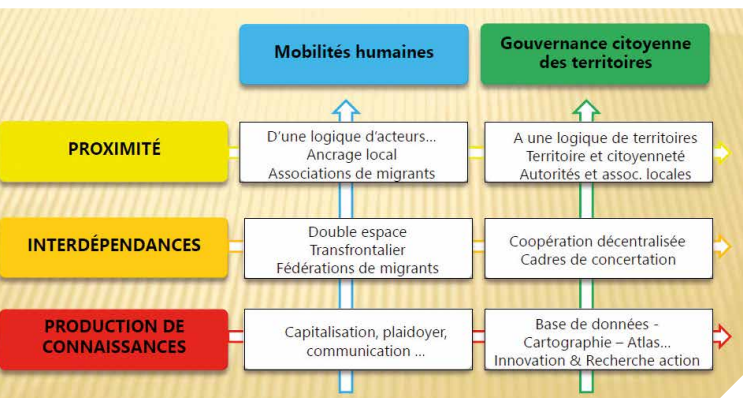 Mobilités humaines
Gouvernance citoyenne
des territoires
PROXIMITÉ
D'une logique d'acteurs...
Ancrage local
Associations de migrants
A une logique de territoires
Territoire et citoyenneté
Autorités et assoc. locales
INTERDÉPENDANCES
Double espace
Transfrontalier
Fédérations de migrants
Coopération décentralisée
Cadres de concertation
PRODUCTION DE
CONNAISSANCES
Capitalisation, plaidoyer,
communication ...
Base de données -
Cartographie – Atlas...
Innovation & Recherche action